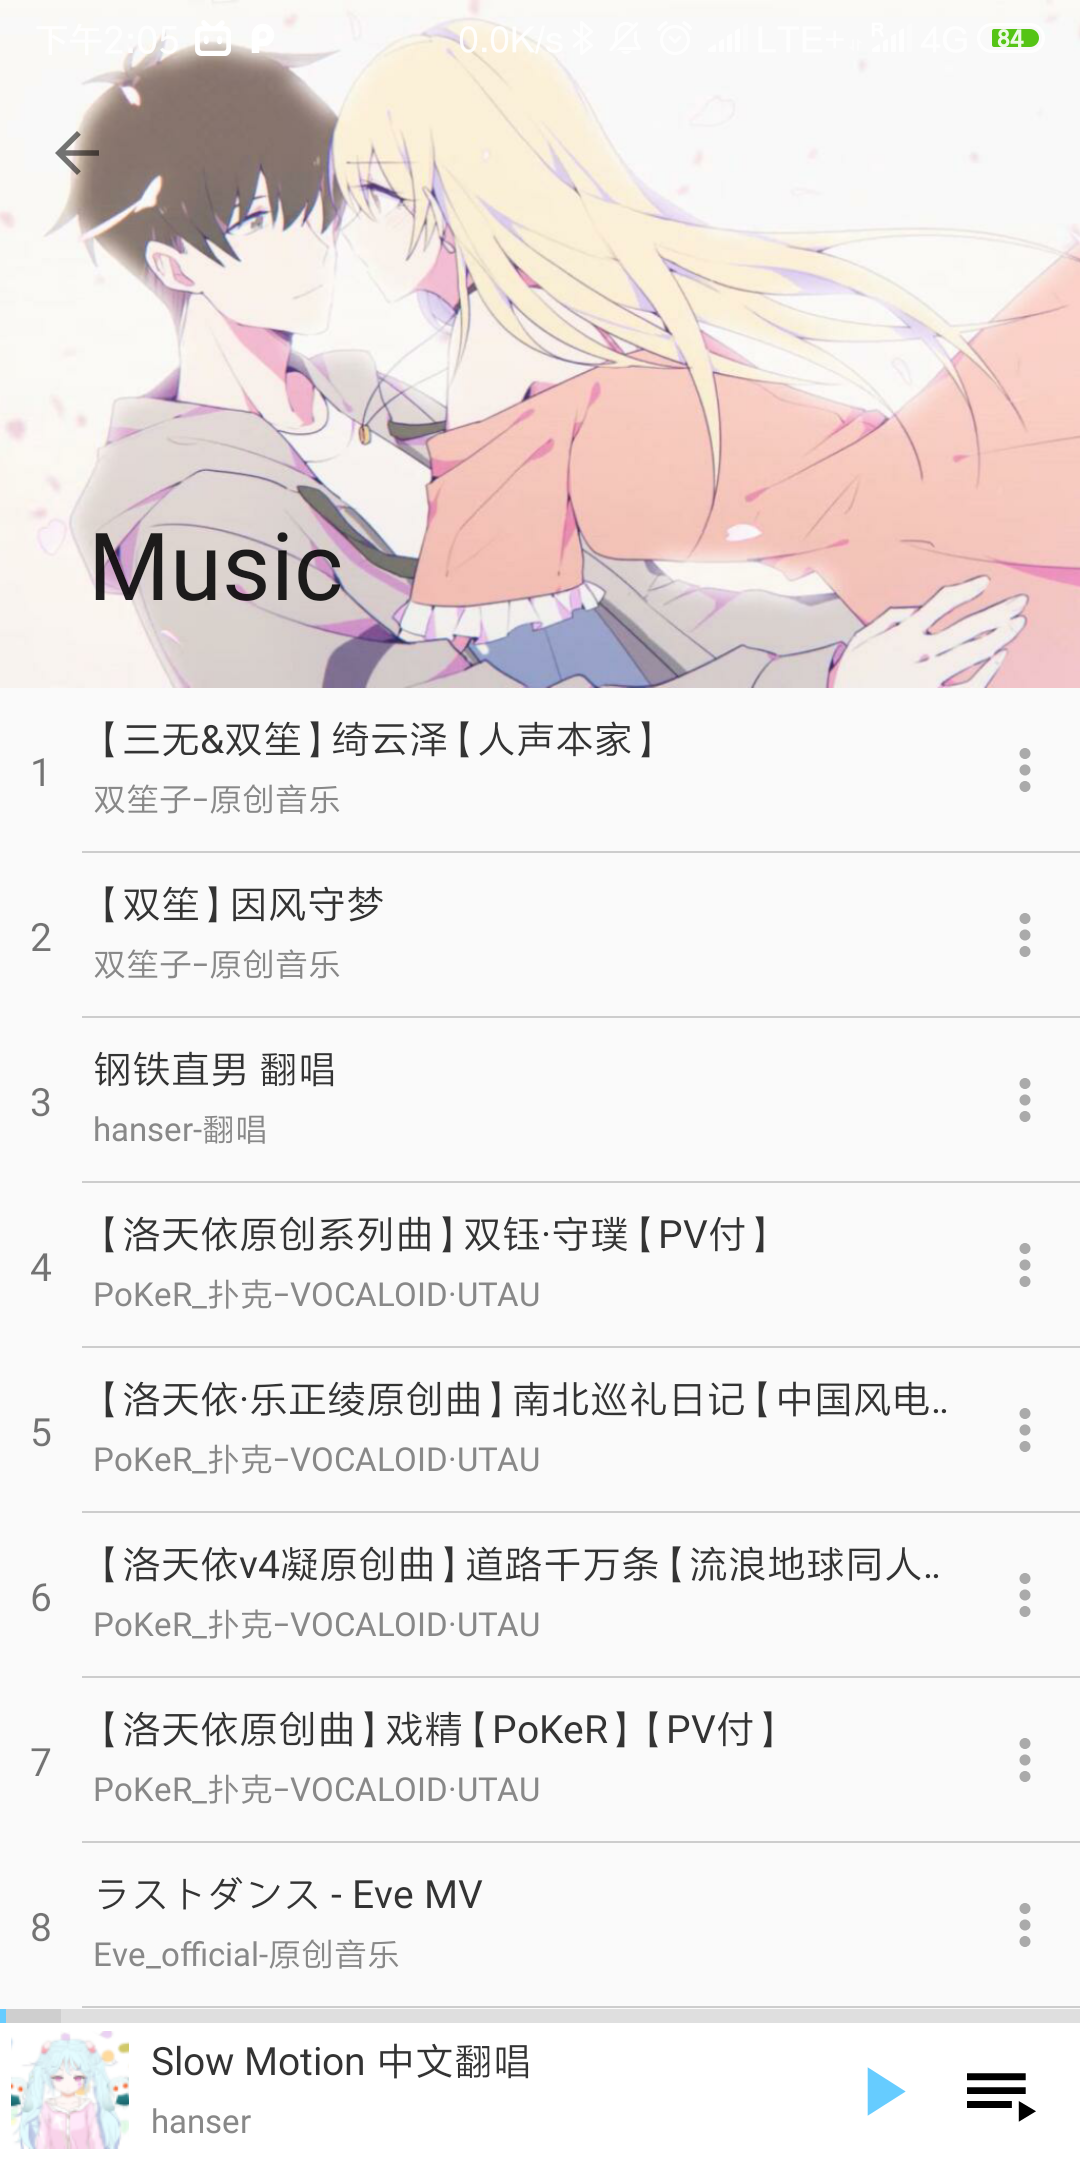 下午2:05 P 0.0K/s LTE+ R 4G 84
Music
1
【三无&双笙】绮云泽【人声本家】
双笙子-原创音乐
2
【双笙】因风守梦
双笙子-原创音乐
3
钢铁直男 翻唱
hanser-翻唱
4
【洛天依原创系列曲】双钰·守璞【PV付】
PoKeR_扑克-VOCALOID·UTAU
5
【洛天依·乐正绫原创曲】南北巡礼日记【中国风电..
PoKeR_扑克-VOCALOID·UTAU
6
【洛天依v4凝原创曲】道路千万条【流浪地球同人..
PoKeR_扑克-VOCALOID·UTAU
7
【洛天依原创曲】戏精【PoKeR】【PV付】
PoKeR_扑克-VOCALOID·UTAU
8
ラストダンス - Eve MV
Eve_official-原创音乐
Slow Motion 中文翻唱
hanser